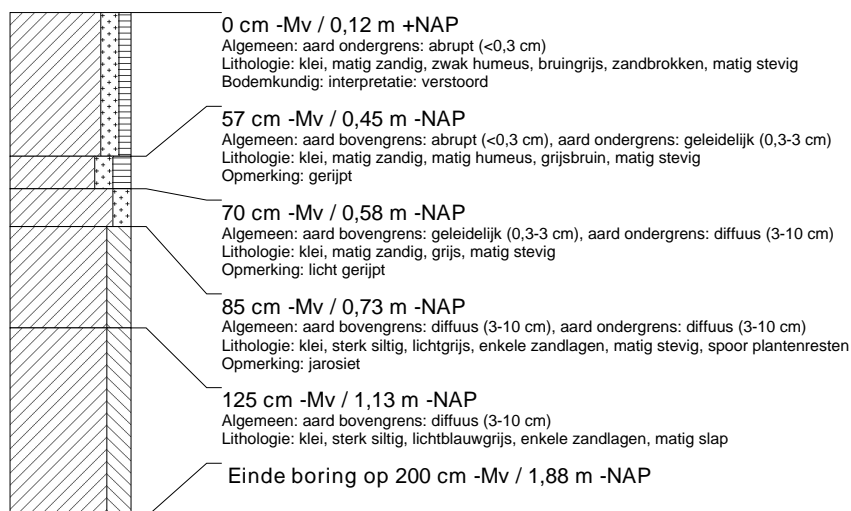 0 cm -Mv / 0,12 m +NAP
Algemeen: aard ondergrens: abrupt (<0,3 cm)
Lithologie: klei, matig zandig, zwak humeus, bruingrijs, zandbrokken, matig stevig
Bodemkundig: interpretatie: verstoord
57 cm -Mv / 0,45 m -NAP
Algemeen: aard bovengrens: abrupt (<0,3 cm), aard ondergrens: geleidelijk (0,3-3 cm)
Lithologie: klei, matig zandig, matig humeus, grijsbruin, matig stevig
Opmerking: gerijpt
70 cm -Mv / 0,58 m -NAP
Algemeen: aard bovengrens: geleidelijk (0,3-3 cm), aard ondergrens: diffuus (3-10 cm)
Lithologie: klei, matig zandig, grijs, matig stevig
Opmerking: licht gerijpt
85 cm -Mv / 0,73 m -NAP
Algemeen: aard bovengrens: diffuus (3-10 cm), aard ondergrens: diffuus (3-10 cm)
Lithologie: klei, sterk siltig, lichtgrijs, enkele zandlagen, matig stevig, spoor plantenresten
Opmerking: jarosiet
125 cm -Mv / 1,13 m -NAP
Algemeen: aard bovengrens: diffuus (3-10 cm)
Lithologie: klei, sterk siltig, lichtblauwgrijs, enkele zandlagen, matig slap
Einde boring op 200 cm -Mv / 1,88 m -NAP